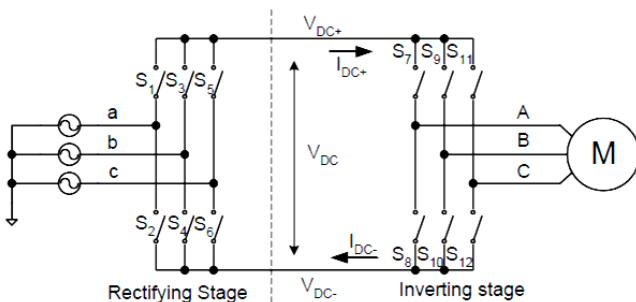 V_DC+
I_DC+
S_1 S_3 S_5
S_7 S_9 S_11
a
b
c
A
B
C
M
V_DC
S_2 S_4 S_6
S_8 S_10 S_12
I_DC-
V_DC-
Rectifying Stage
Inverting stage